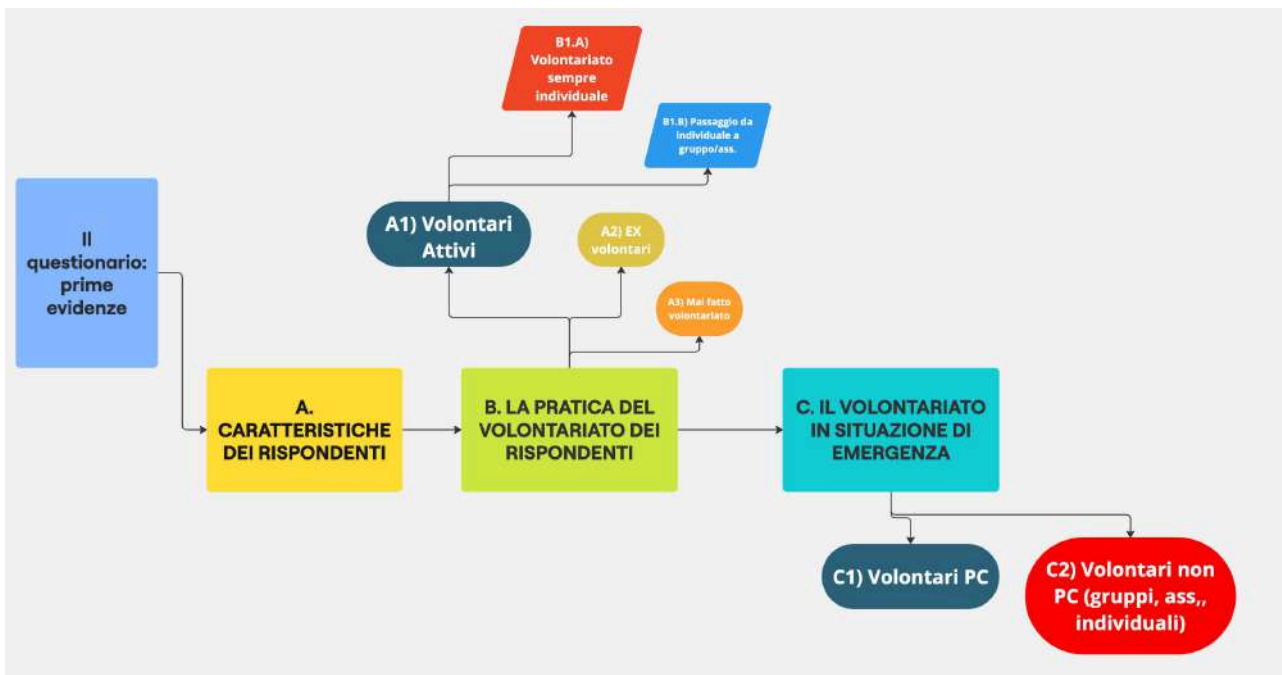 B1.A)
Volontariato
sempre
individuale
B1.B) Passaggio da
individuale a
gruppo/ass.
Il
questionario:
prime
evidenze
A1) Volontari
Attivi
A2) EX
volontari
A3) Mai fatto
volontariato
A.
CARATTERISTICHE
DEI RISPONDENTI
B. LA PRATICA DEL
VOLONTARIATO DEI
RISPONDENTI
C. IL VOLONTARIATO
IN SITUAZIONE DI
EMERGENZA
C1) Volontari PC
C2) Volontari non
PC (gruppi, ass,,
individuali)